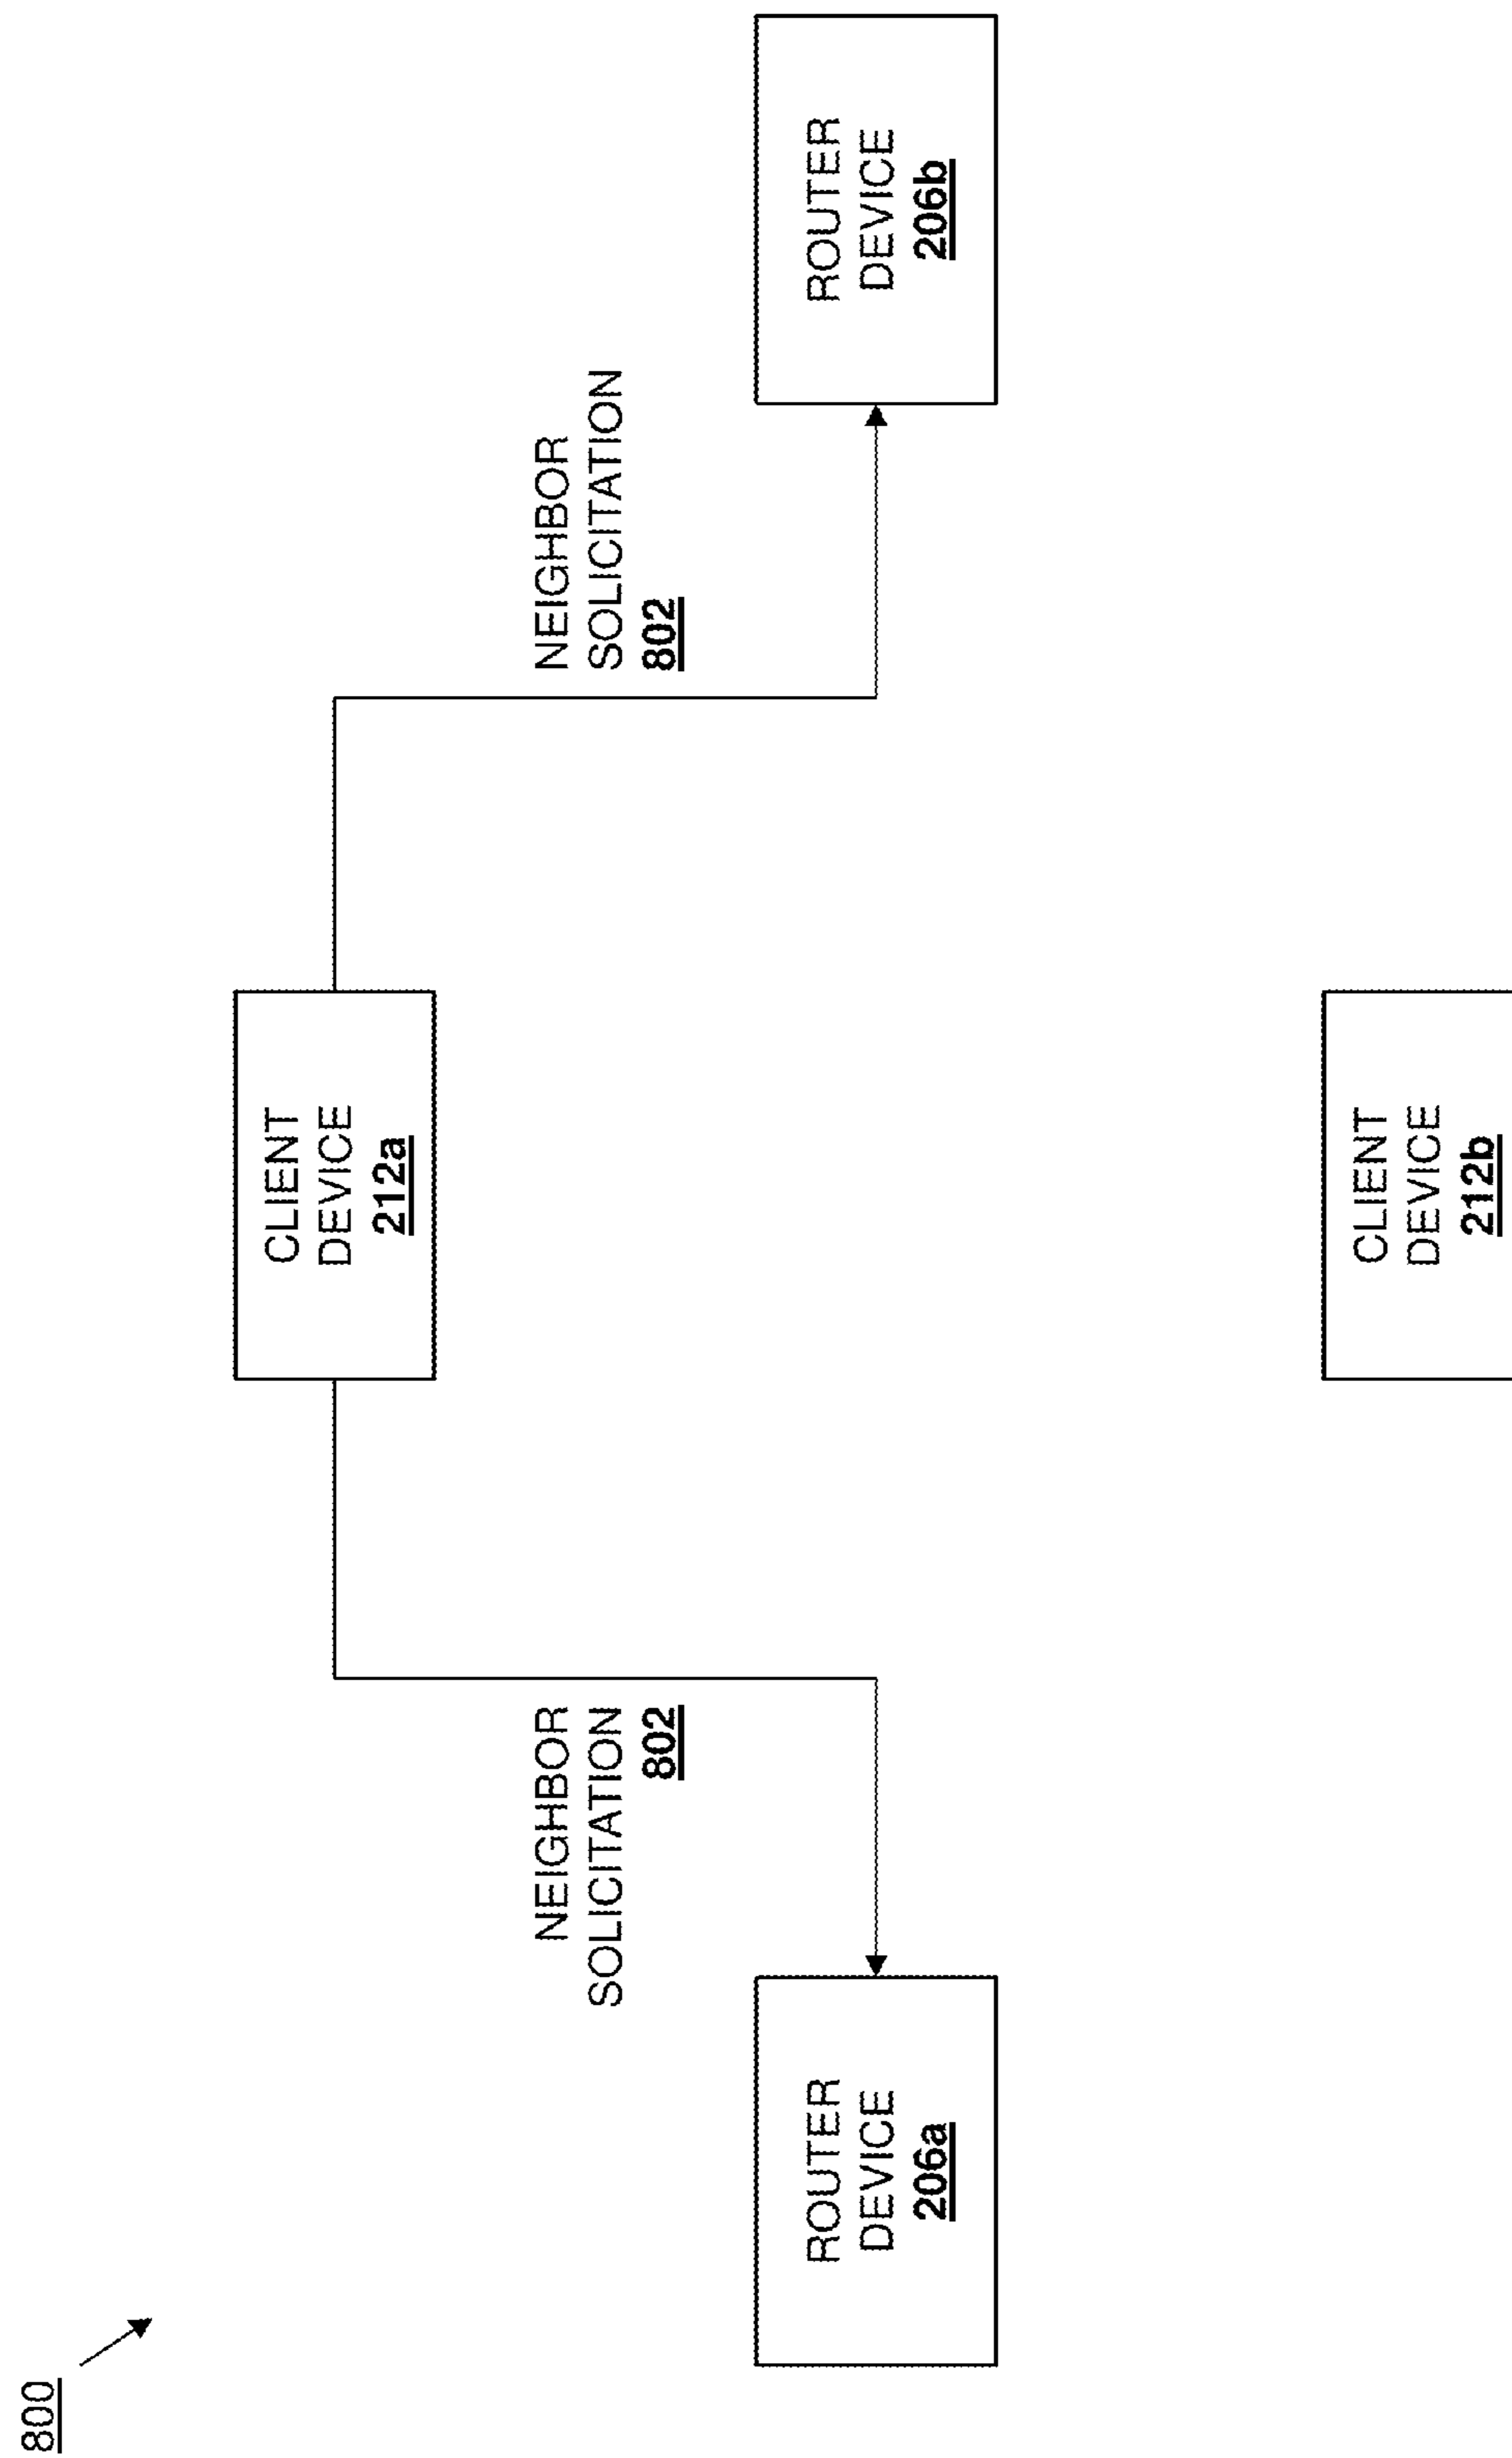 800
CLIENT
DEVICE
212a
NEIGHBOR
SOLICITATION
802
NEIGHBOR
SOLICITATION
802
ROUTER
DEVICE
206a
ROUTER
DEVICE
206b
CLIENT
DEVICE
212b